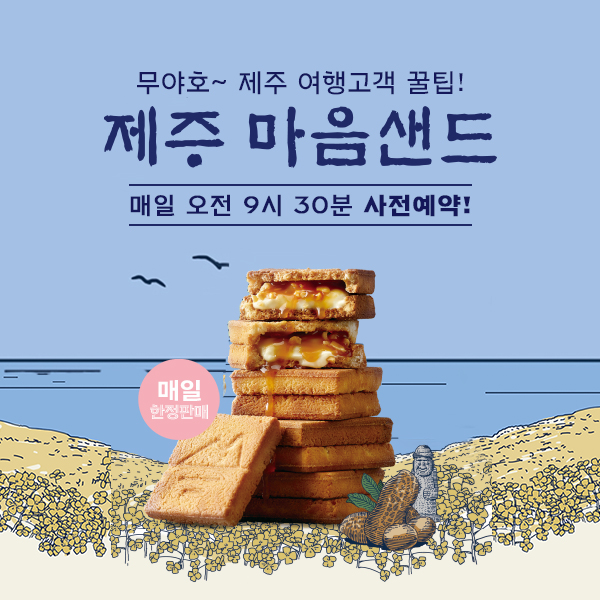 무야호~ 제주 여행고객 꿀팁!
제주 마음샌드
매일 오전 9시 30분 사전예약!
매일
한정판매